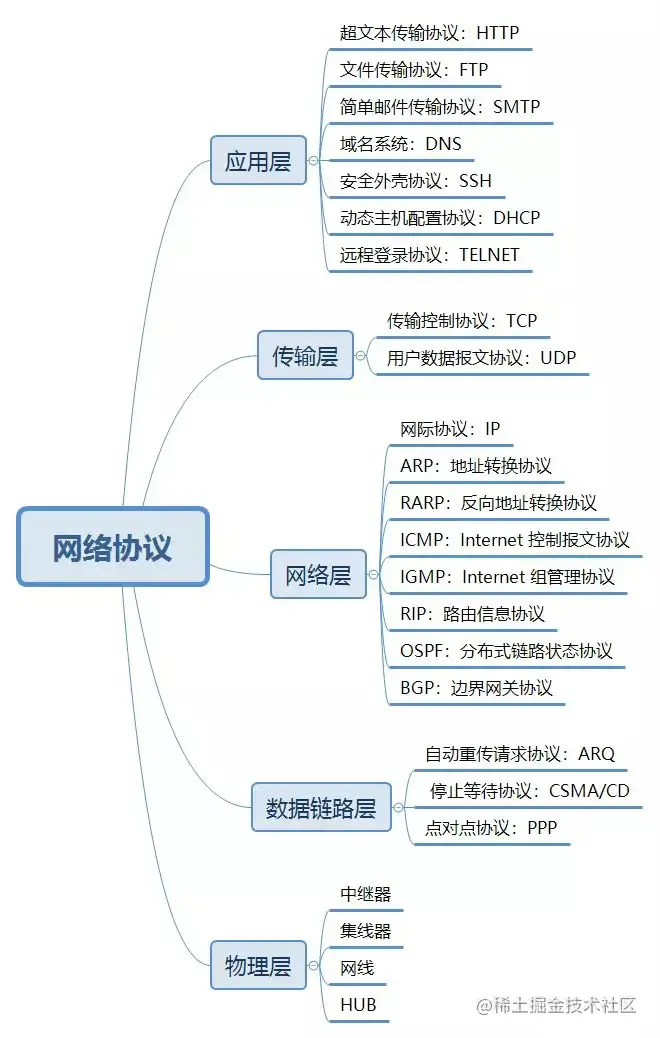 超文本传输协议：HTTP
文件传输协议：FTP
简单邮件传输协议：SMTP
域名系统：DNS
应用层
安全外壳协议：SSH
动态主机配置协议：DHCP
远程登录协议：TELNET
传输控制协议：TCP
传输层
用户数据报文协议：UDP
网际协议：IP
ARP：地址转换协议
RARP：反向地址转换协议
网络协议
ICMP：Internet 控制报文协议
网络层
IGMP：Internet 组管理协议
RIP：路由信息协议
OSPF：分布式链路状态协议
BGP：边界网关协议
自动重传请求协议：ARQ
数据链路层
停止等待协议：CSMA/CD
点对点协议：PPP
中继器
集线器
物理层
网线
HUB
@稀土掘金技术社区